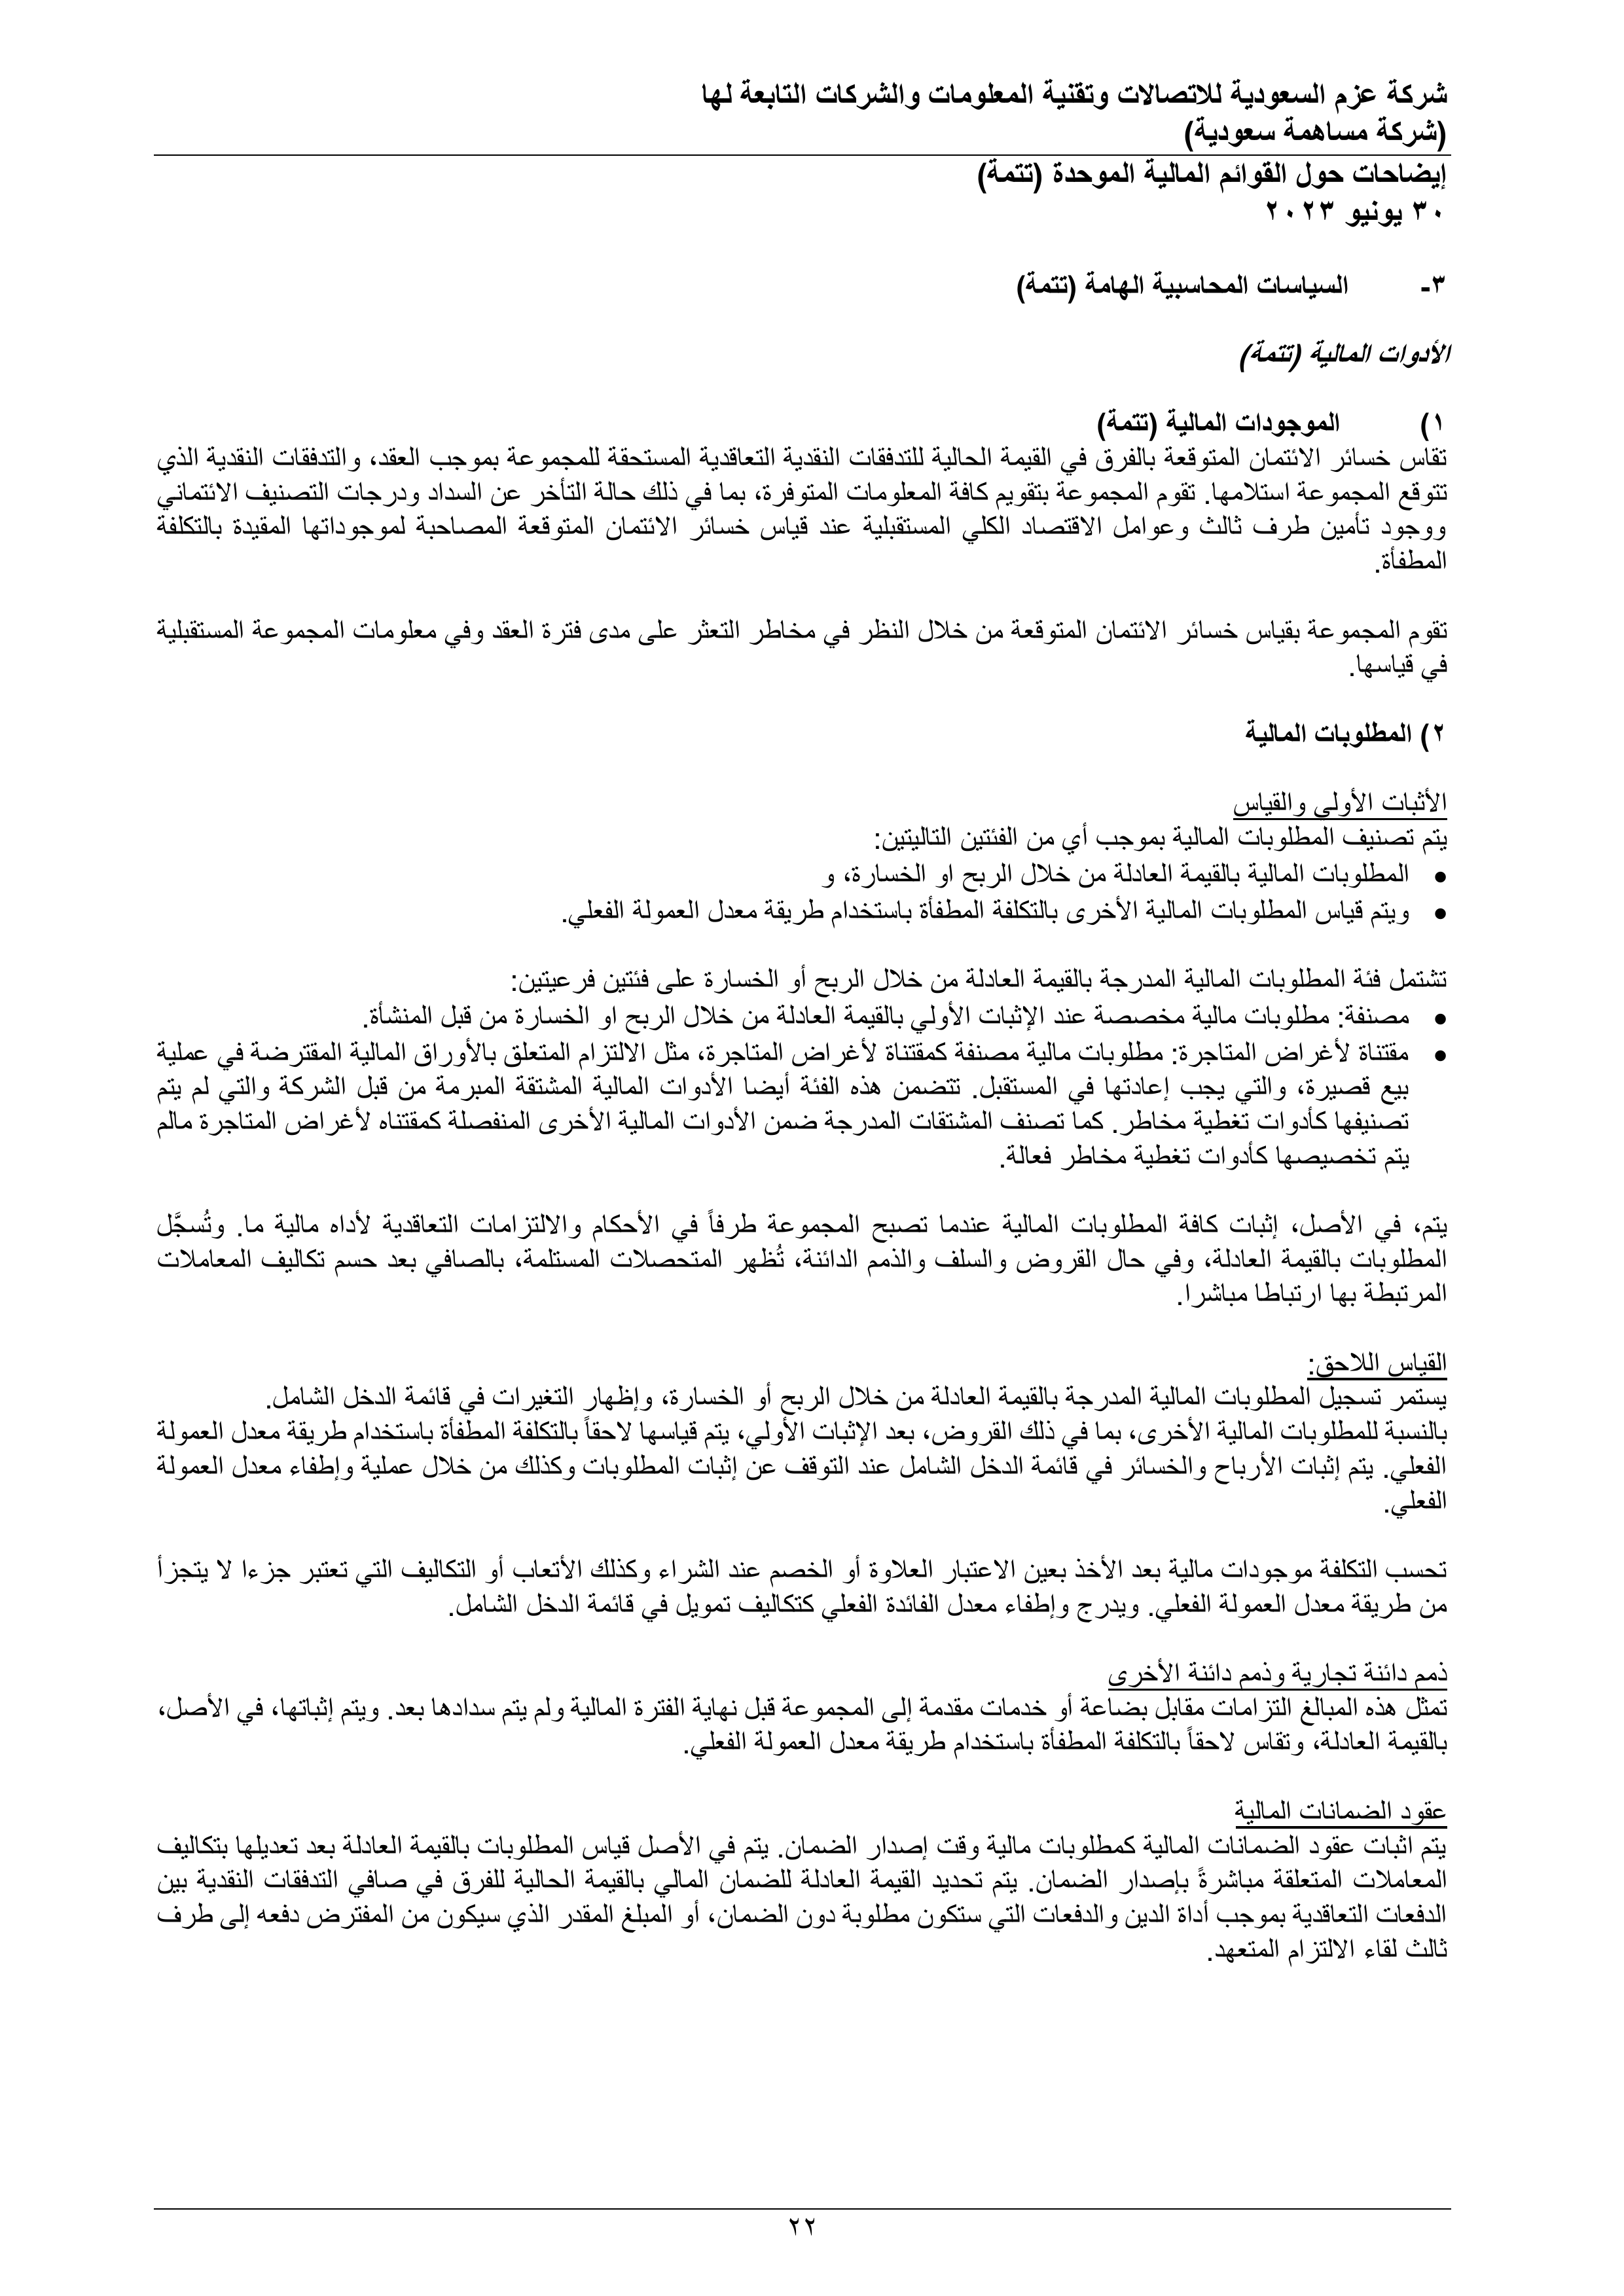 شركة عزم السعودية للاتصالات وتقنية المعلومات والشركات التابعة لها
(شركة مساهمة سعودية)
إيضاحات حول القوائم المالية الموحدة (تتمة)
٣٠ يونيو ٢٠٢٣
٣- السياسات المحاسبية الهامة (تتمة)
الأدوات المالية (تتمة)
١) الموجودات المالية (تتمة)
تقاس خسائر الائتمان المتوقعة بالفرق في القيمة الحالية للتدفقات النقدية التعاقدية المستحقة للمجموعة بموجب العقد، والتدفقات النقدية الذي
تتوقع المجموعة استلامها. تقوم المجموعة بتقويم كافة المعلومات المتوفرة، بما في ذلك حالة التأخر عن السداد ودرجات التصنيف الائتماني
ووجود تأمين طرف ثالث وعوامل الاقتصاد الكلي المستقبلية عند قياس خسائر الائتمان المتوقعة المصاحبة لموجوداتها المقيدة بالتكلفة
المطفأة.
تقوم المجموعة بقياس خسائر الائتمان المتوقعة من خلال النظر في مخاطر التعثر على مدى فترة العقد وفي معلومات المجموعة المستقبلية
في قياسها.
٢) المطلوبات المالية
الأثبات الأولي والقياس
يتم تصنيف المطلوبات المالية بموجب أي من الفئتين التاليتين:
• المطلوبات المالية بالقيمة العادلة من خلال الربح او الخسارة، و
• ويتم قياس المطلوبات المالية الأخرى بالتكلفة المطفأة باستخدام طريقة معدل العمولة الفعلي.
تشتمل فئة المطلوبات المالية المدرجة بالقيمة العادلة من خلال الربح أو الخسارة على فئتين فرعيتين:
• مصنفة: مطلوبات مالية مخصصة عند الإثبات الأولي بالقيمة العادلة من خلال الربح او الخسارة من قبل المنشأة.
• مقتناة لأغراض المتاجرة: مطلوبات مالية مصنفة كمقتناة لأغراض المتاجرة، مثل الالتزام المتعلق بالأوراق المالية المقترضة في عملية
بيع قصيرة، والتي يجب إعادتها في المستقبل. تتضمن هذه الفئة أيضا الأدوات المالية المشتقة المبرمة من قبل الشركة والتي لم يتم
تصنيفها كأدوات تغطية مخاطر. كما تصنف المشتقات المدرجة ضمن الأدوات المالية الأخرى المنفصلة كمقتناه لأغراض المتاجرة مالم
يتم تخصيصها كأدوات تغطية مخاطر فعالة.
يتم، في الأصل، إثبات كافة المطلوبات المالية عندما تصبح المجموعة طرفاً في الأحكام والالتزامات التعاقدية لأداه مالية ما. وتُسجَّل
المطلوبات بالقيمة العادلة، وفي حال القروض والسلف والذمم الدائنة، تُظهر المتحصلات المستلمة، بالصافي بعد حسم تكاليف المعاملات
المرتبطة بها ارتباطا مباشرا.
القياس اللاحق:
يستمر تسجيل المطلوبات المالية المدرجة بالقيمة العادلة من خلال الربح أو الخسارة، وإظهار التغيرات في قائمة الدخل الشامل.
بالنسبة للمطلوبات المالية الأخرى، بما في ذلك القروض، بعد الإثبات الأولي، يتم قياسها لاحقاً بالتكلفة المطفأة باستخدام طريقة معدل العمولة
الفعلي. يتم إثبات الأرباح والخسائر في قائمة الدخل الشامل عند التوقف عن إثبات المطلوبات وكذلك من خلال عملية وإطفاء معدل العمولة
الفعلي.
تحسب التكلفة موجودات مالية بعد الأخذ بعين الاعتبار العلاوة أو الخصم عند الشراء وكذلك الأتعاب أو التكاليف التي تعتبر جزءا لا يتجزأ
من طريقة معدل العمولة الفعلي. ويدرج وإطفاء معدل الفائدة الفعلي كتكاليف تمويل في قائمة الدخل الشامل.
ذمم دائنة تجارية وذمم دائنة الأخرى
تمثل هذه المبالغ التزامات مقابل بضاعة أو خدمات مقدمة إلى المجموعة قبل نهاية الفترة المالية ولم يتم سدادها بعد. ويتم إثباتها، في الأصل،
بالقيمة العادلة، وتقاس لاحقاً بالتكلفة المطفأة باستخدام طريقة معدل العمولة الفعلي.
عقود الضمانات المالية
يتم اثبات عقود الضمانات المالية كمطلوبات مالية وقت إصدار الضمان. يتم في الأصل قياس المطلوبات بالقيمة العادلة بعد تعديلها بتكاليف
المعاملات المتعلقة مباشرةً بإصدار الضمان. يتم تحديد القيمة العادلة للضمان المالي بالقيمة الحالية للفرق في صافي التدفقات النقدية بين
الدفعات التعاقدية بموجب أداة الدين والدفعات التي ستكون مطلوبة دون الضمان، أو المبلغ المقدر الذي سيكون من المفترض دفعه إلى طرف
ثالث لقاء الالتزام المتعهد.
٢٢